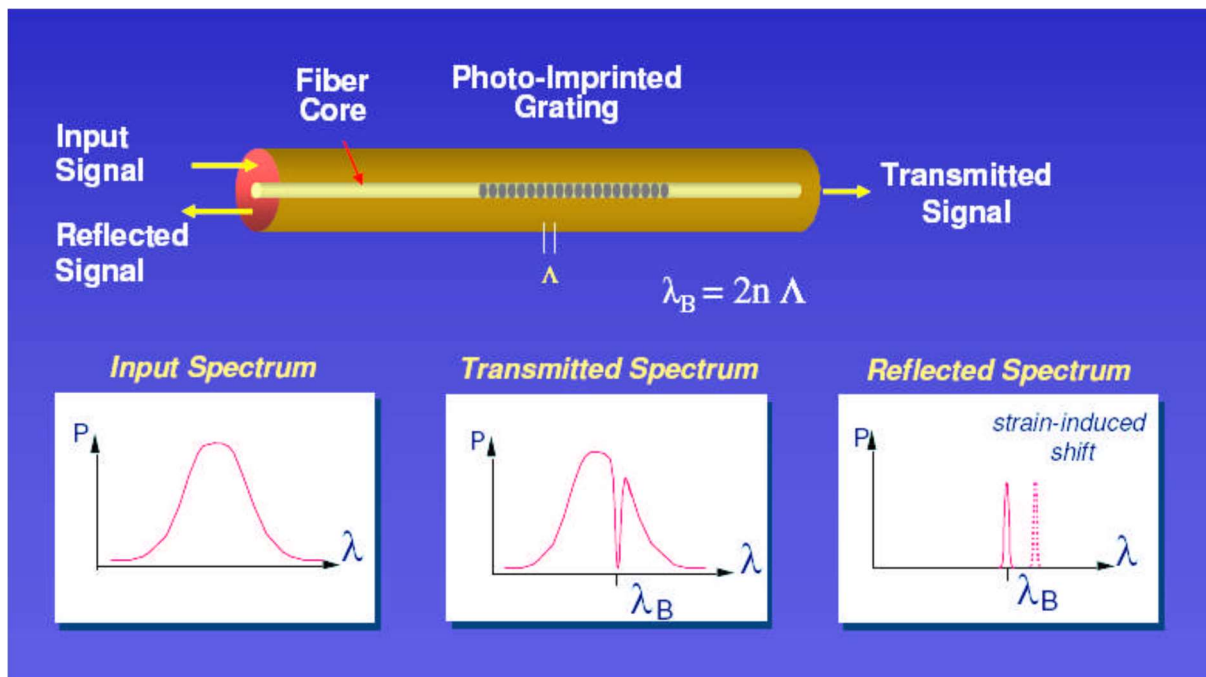 Fiber
Core
Photo-Imprinted
Grating
Input
Signal
Reflected
Signal
Transmitted
Signal
Λ
λB = 2n Λ
Input Spectrum
Transmitted Spectrum
Reflected Spectrum
P
λ
P
λ
λB
strain-induced
shift
P
λ
λB